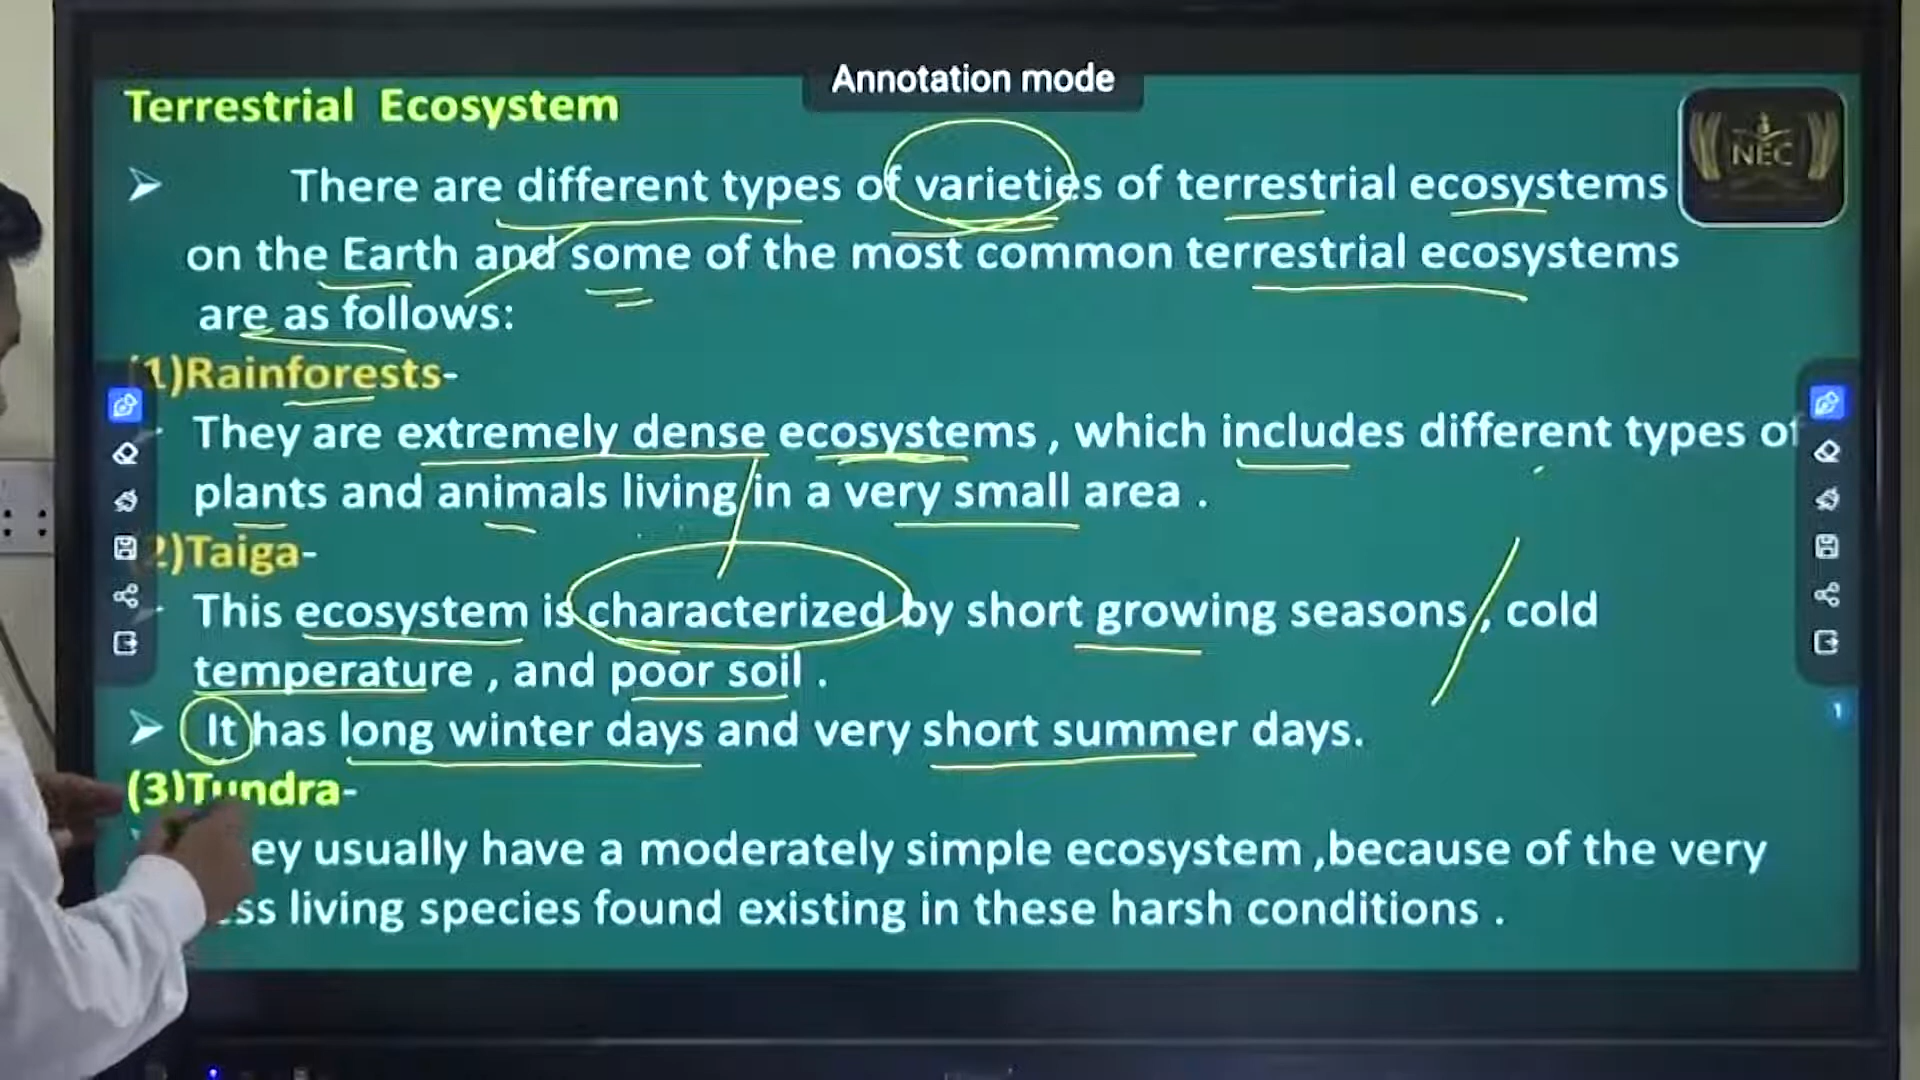 Annotation mode
Terrestrial Ecosystem
There are different types of varieties of terrestrial ecosystems
NEC
on the Earth and some of the most common terrestrial ecosystems
are as follows:
(1)Rainforests-
They are extremely dense ecosystems , which includes different types of
plants and animals living in a very small area .
2)Taiga-
This ecosystem is characterized by short growing seasons , cold
temperature , and poor soil .
It has long winter days and very short summer days.
1
(3)Tundra-
ey usually have a moderately simple ecosystem ,because of the very
ss living species found existing in these harsh conditions .